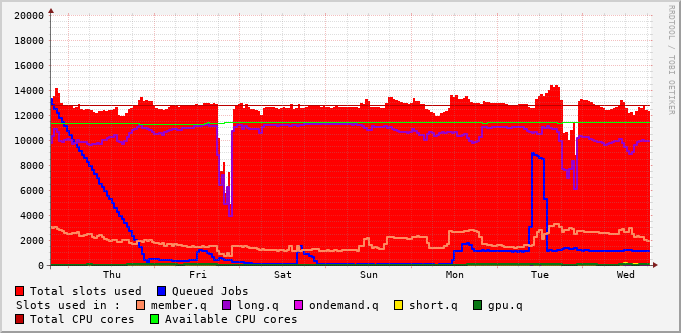 RRDTOOL / TOBI OETIKER
20000
18000
16000
14000
12000
10000
8000
6000
4000
2000
0
Thu Fri Sat Sun Mon Tue Wed
Total slots used Queued Jobs
Slots used in : member.q long.q ondemand.q short.q gpu.q
Total CPU cores Available CPU cores